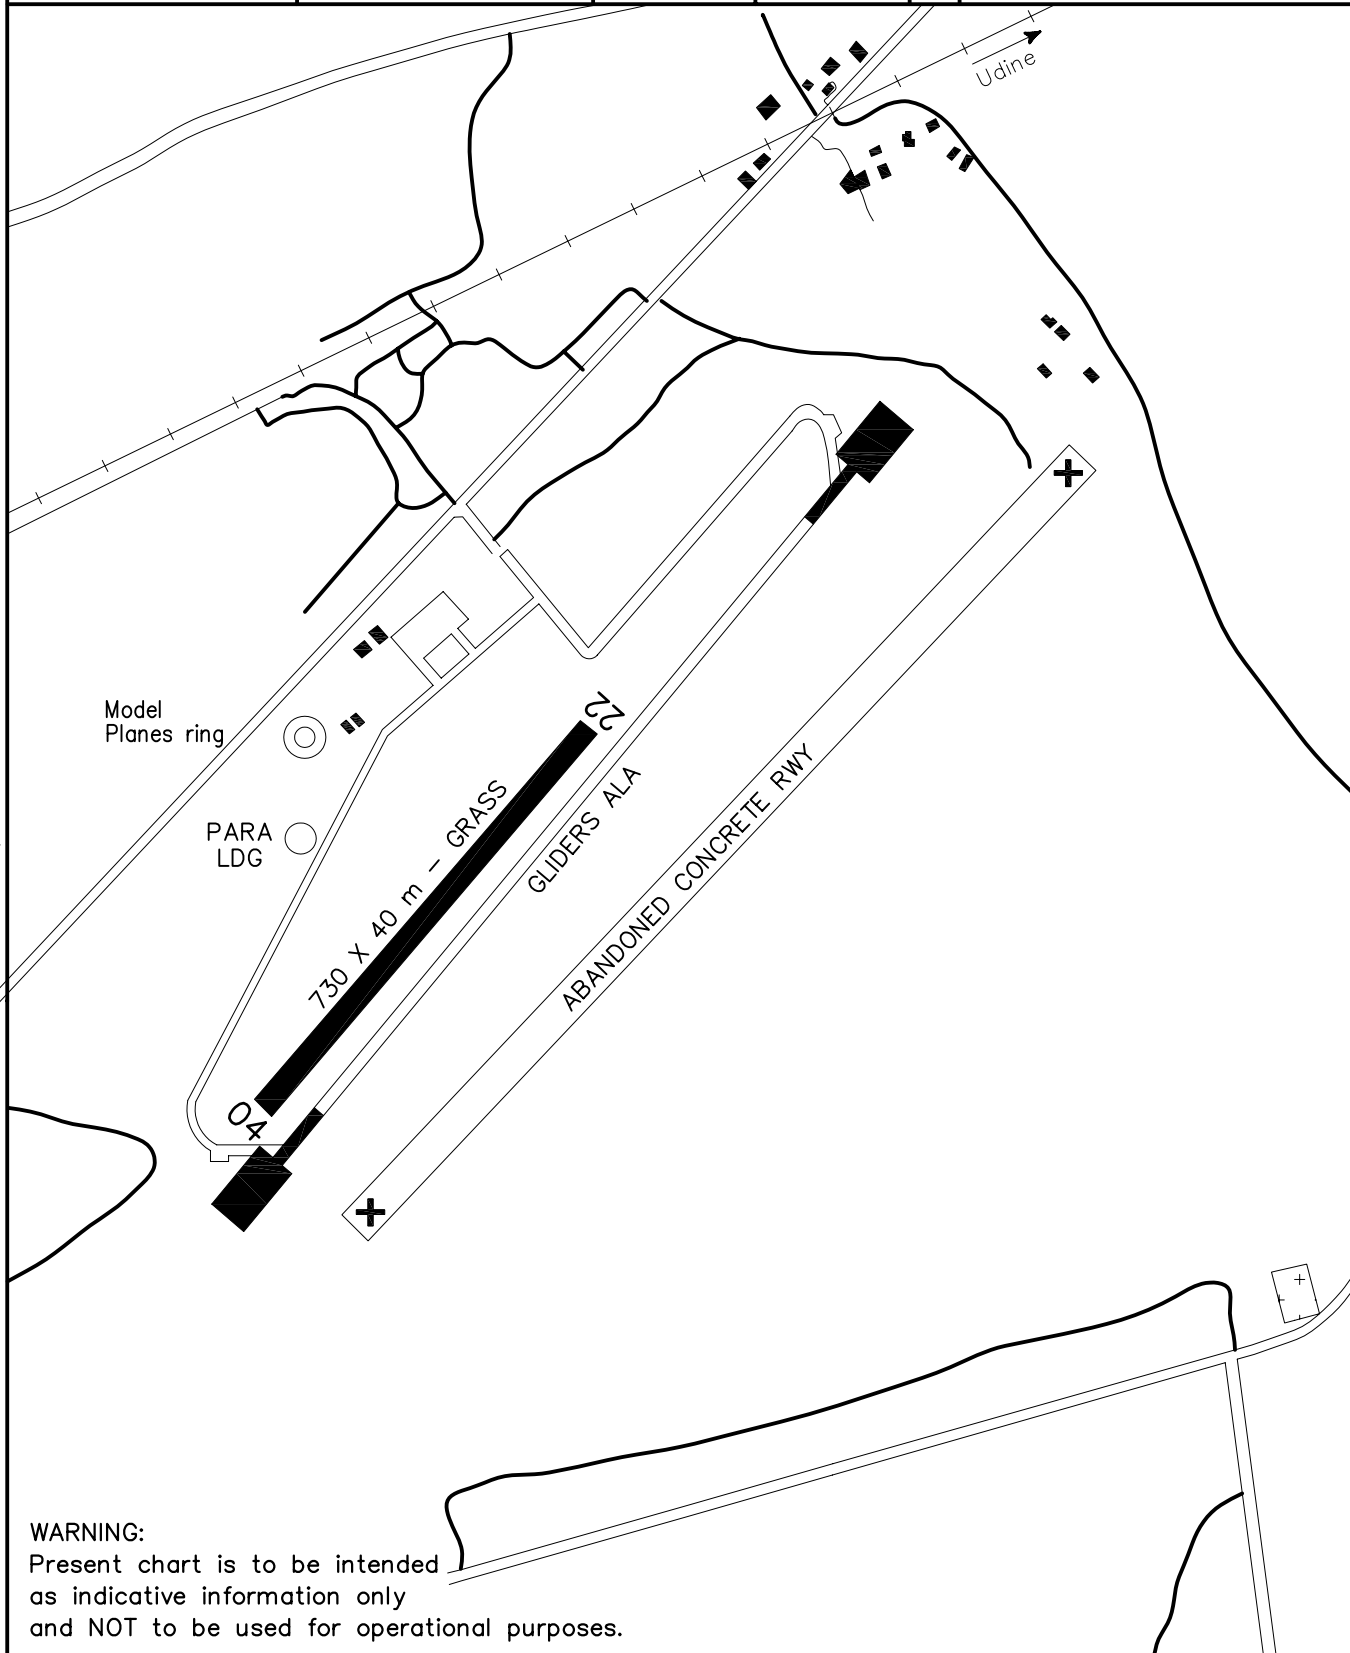 Udine
Model
Planes ring
22
PARA
LDG
730 X 40 m - GRASS
GLIDERS ALA
ABANDONED CONCRETE RWY
04
WARNING:
Present chart is to be intended
as indicative information only
and NOT to be used for operational purposes.